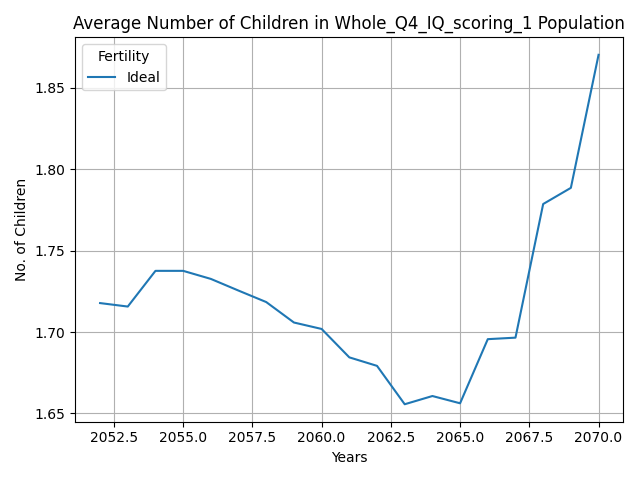 Average Number of Children in Whole_Q4_IQ_scoring_1 Population
Fertility
Ideal
No. of Children
1.85
1.80
1.75
1.70
1.65
2052.5 2055.0 2057.5 2060.0 2062.5 2065.0 2067.5 2070.0
Years